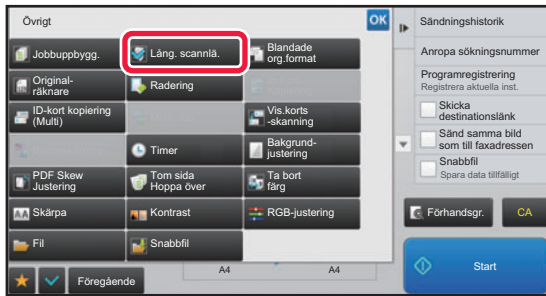 Övrigt
OK
Jobbuppbygg.
Lång. scannlä.
Blandade
org.format
Original-
räknare
Radering
ID-kort kopiering
(Multi)
Vis.korts
-skanning
Timer
Bakgrund-
justering
PDF Skew
Justering
Tom sida
Hoppa över
Ta bort
färg
Skärpa
Kontrast
RGB-justering
Fil
Snabbfil
Föregående
A4
A4
Sändningshistorik
Anropa sökningsnummer
Programregistrering
Registrera aktuella inst.
Skicka
destinationslänk
Sänd samma bild
som till faxadressen
Snabbfil
Spara data tillfälligt
Förhandsgr.
CA
Start